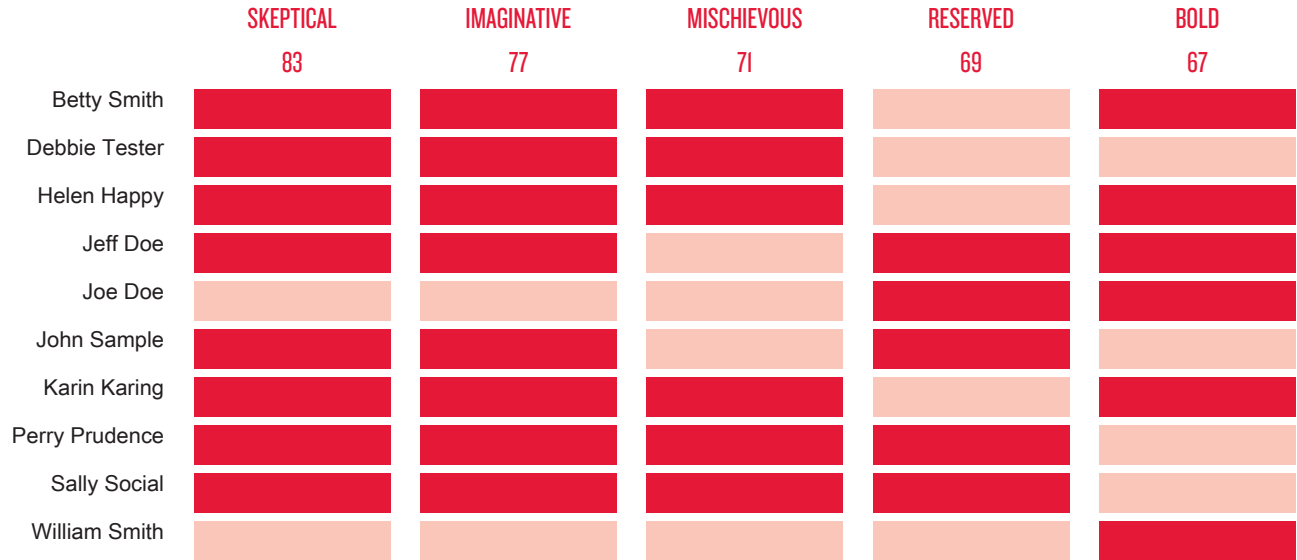 SKEPTICAL IMAGINATIVE MISCHIEVOUS RESERVED BOLD
83 77 71 69 67
Betty Smith
Debbie Tester
Helen Happy
Jeff Doe
Joe Doe
John Sample
Karin Karing
Perry Prudence
Sally Social
William Smith